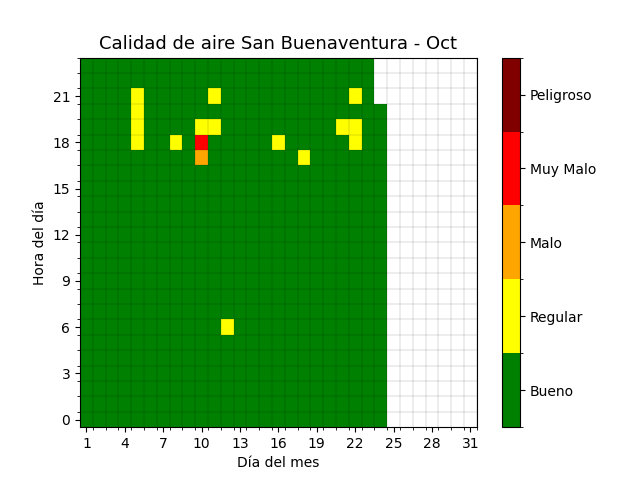 Calidad de aire San Buenaventura - Oct
Hora del día
21
18
15
12
9
6
3
0
1 4 7 10 13 16 19 22 25 28 31
Día del mes
Peligroso
Muy Malo
Malo
Regular
Bueno